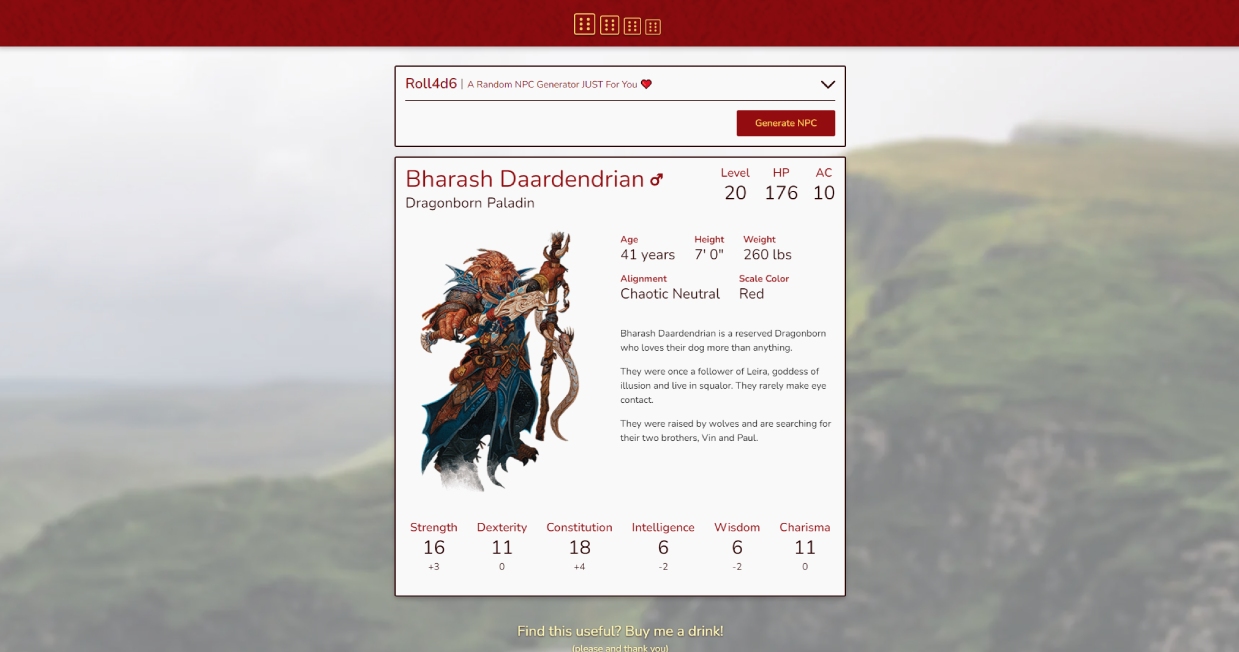 Roll4d6 | A Random NPC Generator JUST For You ❤️
Generate NPC
Bharash Daardendrian ♂
Dragonborn Paladin
Level HP AC
20 176 10
Age Height Weight
41 years 7' 0" 260 lbs
Alignment Scale Color
Chaotic Neutral Red
Bharash Daardendrian is a reserved Dragonborn
who loves their dog more than anything.
They were once a follower of Leira, goddess of
illusion and live in squalor. They rarely make eye
contact.
They were raised by wolves and are searching for
their two brothers, Vin and Paul.
Strength Dexterity Constitution Intelligence Wisdom Charisma
16 11 18 6 6 11
+3 0 +4 -2 -2 0
Find this useful? Buy me a drink!
(please and thank you)